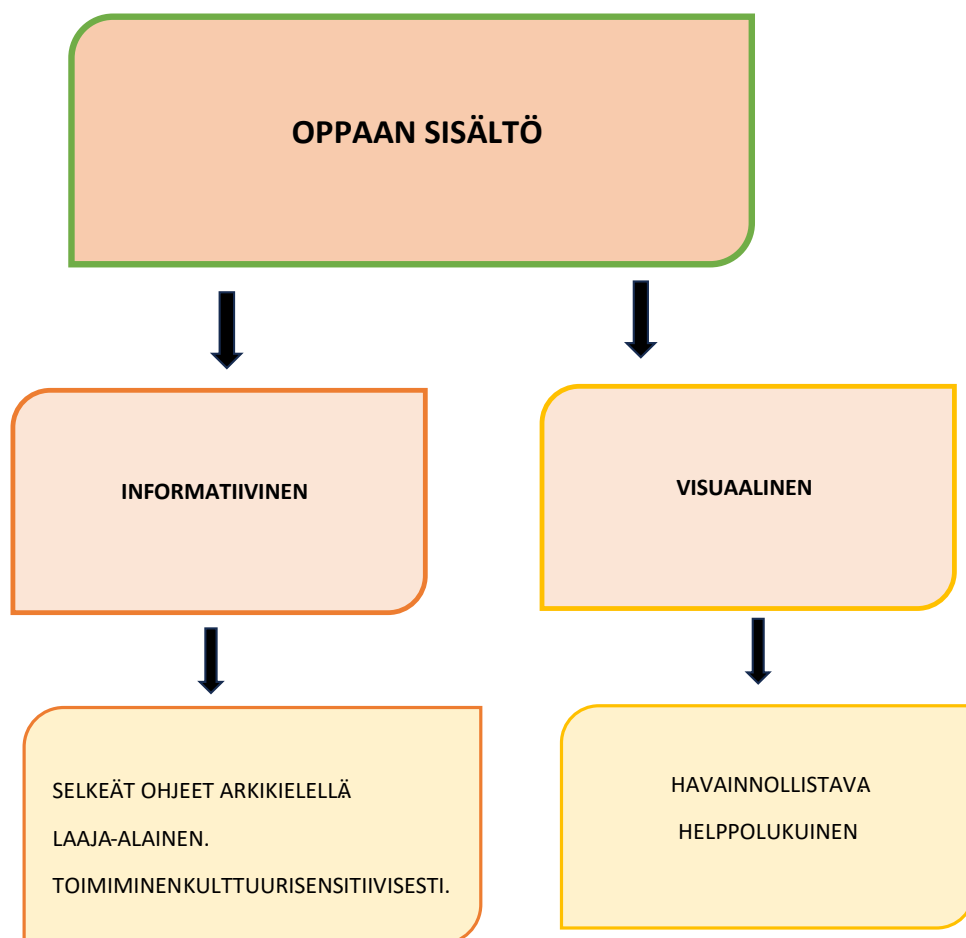 OPPAAN SISÄLTÖ
INFORMATIIVINEN
VISUAALINEN
SELKEÄT OHJEET ARKIKIELELLÄ.
LAAJA-ALAINEN.
TOIMIMINENKULTTUURISENSITIIVISESTI.
HAVAINNOLLISTAVA.
HELPPOLUKUINEN